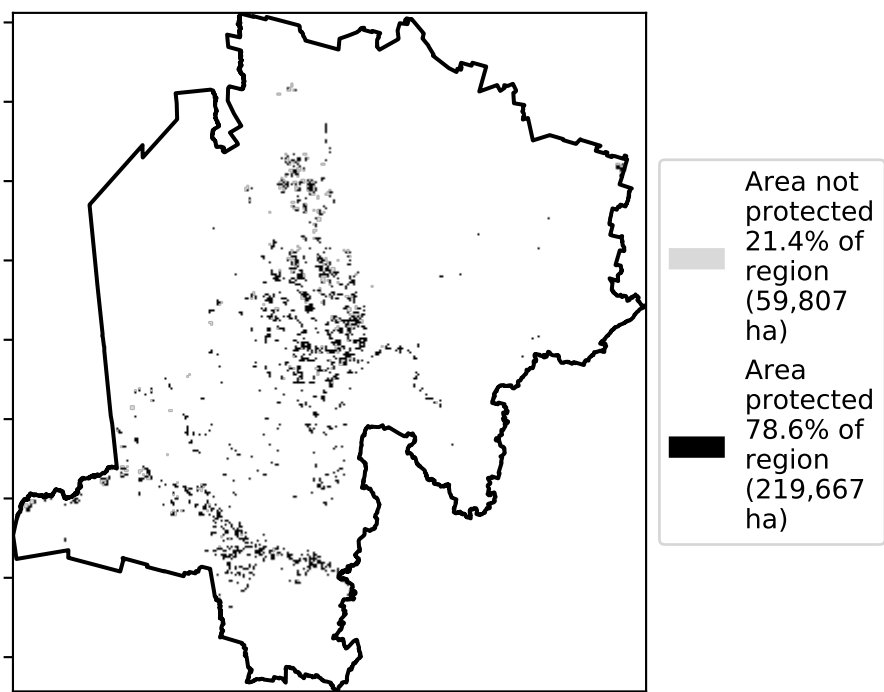 Area not
protected
21.4% of
region
(59,807
ha)
Area
protected
78.6% of
region
(219,667
ha)